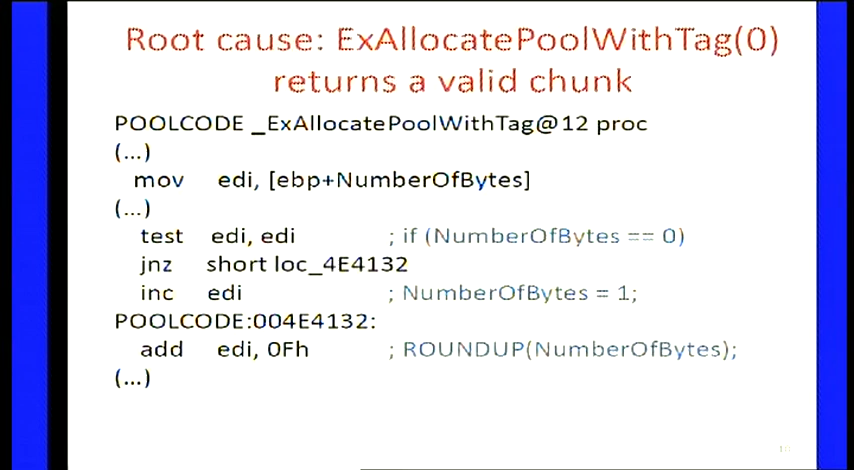 Root cause: ExAllocatePoolWithTag(0)
returns a valid chunk
POOLCODE _ExAllocatePoolWithTag@12 proc
(...)
mov edi, [ebp+NumberOfBytes]
(...)
test edi, edi ; if (NumberOfBytes == 0)
jnz short loc_4E4132
inc edi ; NumberOfBytes = 1;
POOLCODE:004E4132:
add edi, 0Fh ; ROUNDUP(NumberOfBytes);
(...)